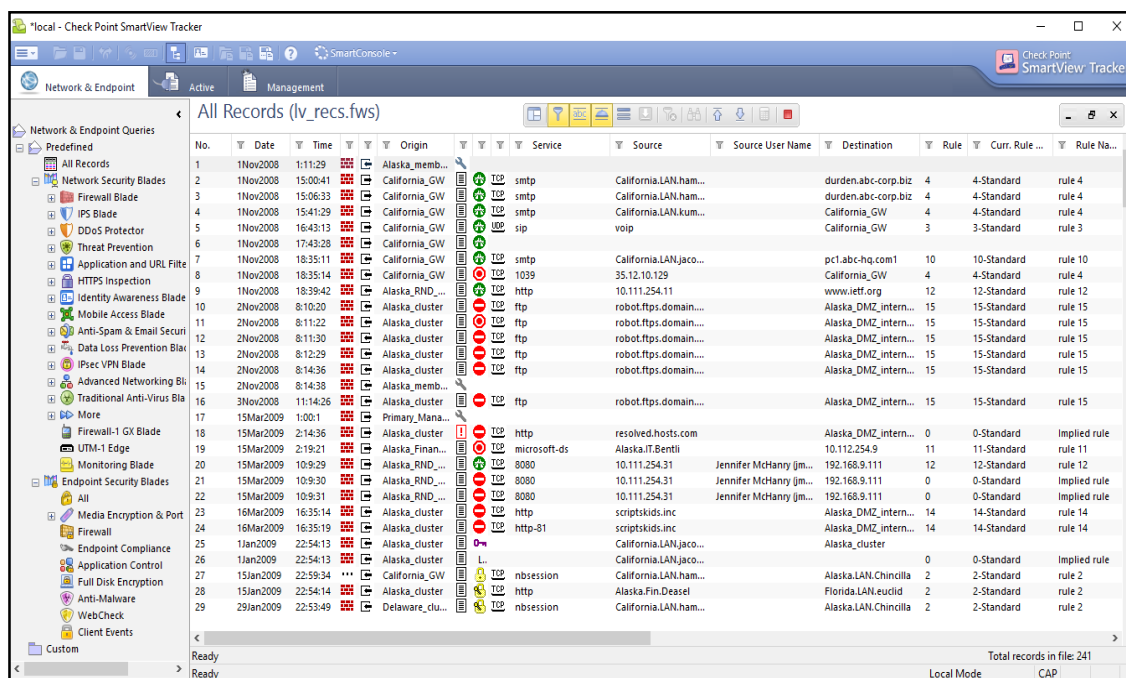 *local - Check Point SmartView Tracker
SmartConsole
Check Point
SmartView Tracke
Network & Endpoint Active Management
All Records (lv_recs.fws)
Network & Endpoint Queries
Predefined
All Records
Network Security Blades
Firewall Blade
IPS Blade
DDoS Protector
Threat Prevention
Application and URL Filte
HTTPS Inspection
Identity Awareness Blade
Mobile Access Blade
Anti-Spam & Email Securi
Data Loss Prevention Blac
IPsec VPN Blade
Advanced Networking Bl
Traditional Anti-Virus Bla
More
Firewall-1 GX Blade
UTM-1 Edge
Monitoring Blade
Endpoint Security Blades
All
Media Encryption & Port
Firewall
Endpoint Compliance
Application Control
Full Disk Encryption
Anti-Malware
WebCheck
Client Events
Custom
No. Date Time Origin Service Source Source User Name Destination Rule Curr. Rule ... Rule Na...
1 1Nov2008 1:11:29 Alaska_memb...
2 1Nov2008 15:00:41 California_GW TCP smtp California.LAN.ham... durden.abc-corp.biz 4 4-Standard rule 4
3 1Nov2008 15:06:33 California_GW TCP smtp California.LAN.ham... durden.abc-corp.biz 4 4-Standard rule 4
4 1Nov2008 15:41:29 California_GW TCP smtp California.LAN.kum... California_GW 4 4-Standard rule 4
5 1Nov2008 16:43:13 California_GW UDP sip voip California_GW 3 3-Standard rule 3
6 1Nov2008 17:43:28 California_GW
7 1Nov2008 18:35:11 California_GW TCP smtp California.LAN.jaco... pc1.abc-hq.com1 10 10-Standard rule 10
8 1Nov2008 18:35:14 California_GW TCP 1039 35.12.10.129 California_GW 4 4-Standard rule 4
9 1Nov2008 18:39:42 Alaska_RND_... TCP http 10.111.254.11 www.ietf.org 12 12-Standard rule 12
10 2Nov2008 8:10:20 Alaska_cluster TCP ftp robot.ftps.domain.... Alaska_DMZ_intern... 15 15-Standard rule 15
11 2Nov2008 8:11:22 Alaska_cluster TCP ftp robot.ftps.domain.... Alaska_DMZ_intern... 15 15-Standard rule 15
12 2Nov2008 8:11:30 Alaska_cluster TCP ftp robot.ftps.domain.... Alaska_DMZ_intern... 15 15-Standard rule 15
13 2Nov2008 8:12:29 Alaska_cluster TCP ftp robot.ftps.domain.... Alaska_DMZ_intern... 15 15-Standard rule 15
14 2Nov2008 8:14:36 Alaska_cluster TCP ftp robot.ftps.domain.... Alaska_DMZ_intern... 15 15-Standard rule 15
15 2Nov2008 8:14:38 Alaska_memb...
16 3Nov2008 11:14:26 Alaska_cluster TCP ftp robot.ftps.domain.... Alaska_DMZ_intern... 15 15-Standard rule 15
17 15Mar2009 1:00:1 Primary_Mana...
18 15Mar2009 2:14:36 Alaska_cluster TCP http resolved.hosts.com Alaska_DMZ_intern... 0 0-Standard Implied rule
19 15Mar2009 2:19:21 Alaska_Finan... TCP microsoft-ds Alaska.IT.Bentli 10.112.254.9 11 11-Standard rule 11
20 15Mar2009 10:9:29 Alaska_RND_... TCP 8080 10.111.254.31 Jennifer McHanry (jm... 192.168.9.111 12 12-Standard rule 12
21 15Mar2009 10:9:30 Alaska_RND_... TCP 8080 10.111.254.31 Jennifer McHanry (jm... 192.168.9.111 0 0-Standard Implied rule
22 15Mar2009 10:9:31 Alaska_RND_... TCP 8080 10.111.254.31 Jennifer McHanry (jm... 192.168.9.111 0 0-Standard Implied rule
23 16Mar2009 16:35:14 Alaska_cluster TCP http scriptskids.inc Alaska_DMZ_intern... 14 14-Standard rule 14
24 16Mar2009 16:35:19 Alaska_cluster TCP http-81 scriptskids.inc Alaska_DMZ_intern... 14 14-Standard rule 14
25 1Jan2009 22:54:13 Alaska_cluster California.LAN.jaco... Alaska_cluster
26 1Jan2009 22:54:13 Alaska_cluster L.. California.LAN.jaco... 0 0-Standard Implied rule
27 15Jan2009 22:59:34 ... California_GW TCP nbsession California.LAN.ham... Alaska.LAN.Chincilla 2 2-Standard rule 2
28 15Jan2009 22:54:14 Alaska_cluster TCP http Alaska.Fin.Deasel Florida.LAN.euclid 2 2-Standard rule 2
29 29Jan2009 22:53:49 Delaware_clu... TCP nbsession California.LAN.ham... Alaska.LAN.Chincilla 2 2-Standard rule 2
Ready Total records in file: 241
Ready Local Mode CAP